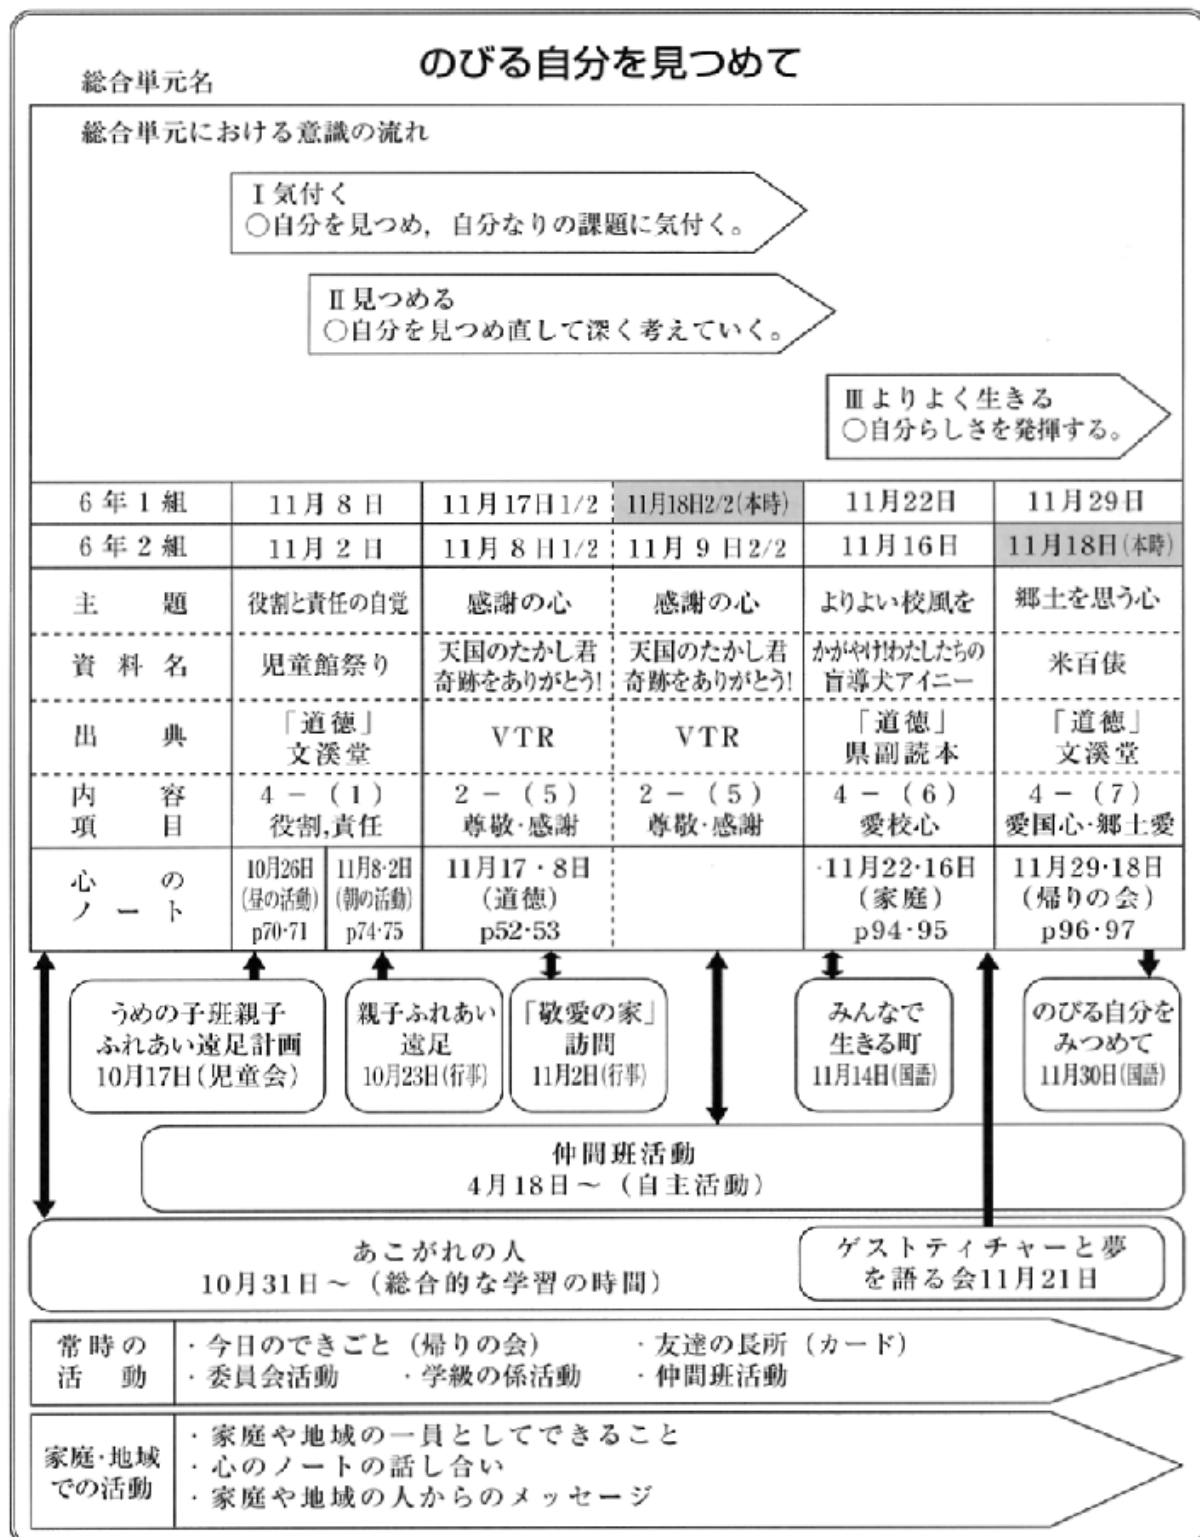 のびる自分を見つめて
総合単元名
総合単元における意識の流れ
Ⅰ気付く
○自分を見つめ，自分なりの課題に気付く。
Ⅱ見つめる
○自分を見つめ直して深く考えていく。
Ⅲよりよく生きる
○自分らしさを発揮する。
6年1組 11月8日 11月17日1/2 11月18日2/2(本時) 11月22日 11月29日
6年2組 11月2日 11月8日1/2 11月9日2/2 11月16日 11月18日(本時)
主題 役割と責任の自覚 感謝の心 感謝の心 よりよい校風を 郷土を思う心
資料名 児童館祭り 天国のたかし君 奇跡をありがとう! 天国のたかし君 奇跡をありがとう! かがやけ!わたしたちの 盲導犬アイニー 米百俵
出典 「道徳」 文溪堂 VTR VTR 「道徳」 県副読本 「道徳」 文溪堂
内容項目 4－(1) 役割,責任 2－(5) 尊敬・感謝 2－(5) 尊敬・感謝 4－(6) 愛校心 4－(7) 愛国心・郷土愛
心のノート 10月26日 (昼の活動) p70・71 11月8・2日 (朝の活動) p74・75 11月17・8日 (道徳) p52・53 11月22・16日 (家庭) p94・95 11月29・18日 (帰りの会) p96・97
うめの子班親子
ふれあい遠足計画
10月17日(児童会)
親子ふれあい
遠足
10月23日(行事)
「敬愛の家」
訪問
11月2日(行事)
みんなで
生きる町
11月14日(国語)
のびる自分を
みつめて
11月30日(国語)
仲間班活動
4月18日～（自主活動）
あこがれの人
10月31日～（総合的な学習の時間）
ゲストティチャーと夢
を語る会11月21日
常時の
活動
・今日のできごと（帰りの会） ・友達の長所（カード）
・委員会活動 ・学級の係活動 ・仲間班活動
家庭・地域
での活動
・家庭や地域の一員としてできること
・心のノートの話し合い
・家庭や地域の人からのメッセージ